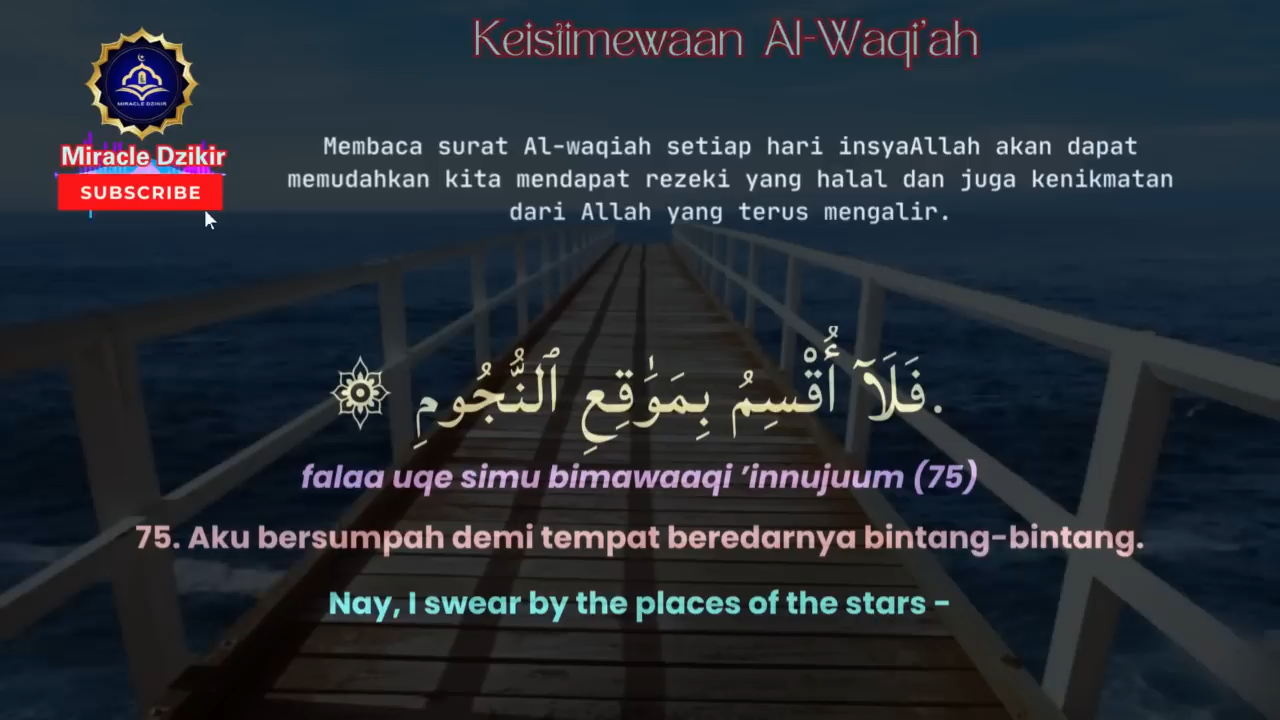 Keistimewaan Al-Waqi'ah
MIRACLE DZIKIR
Miracle Dzikir
SUBSCRIBE
Membaca surat Al-waqiah setiap hari insyaAllah akan dapat
memudahkan kita mendapat rezeki yang halal dan juga kenikmatan
dari Allah yang terus mengalir.
فَلَآ أُقْسِمُ بِمَوَٰقِعِ ٱلنُّجُومِ ۞.
falaa uqe simu bimawaaqi ’innujuum (75)
75. Aku bersumpah demi tempat beredarnya bintang-bintang.
Nay, I swear by the places of the stars -